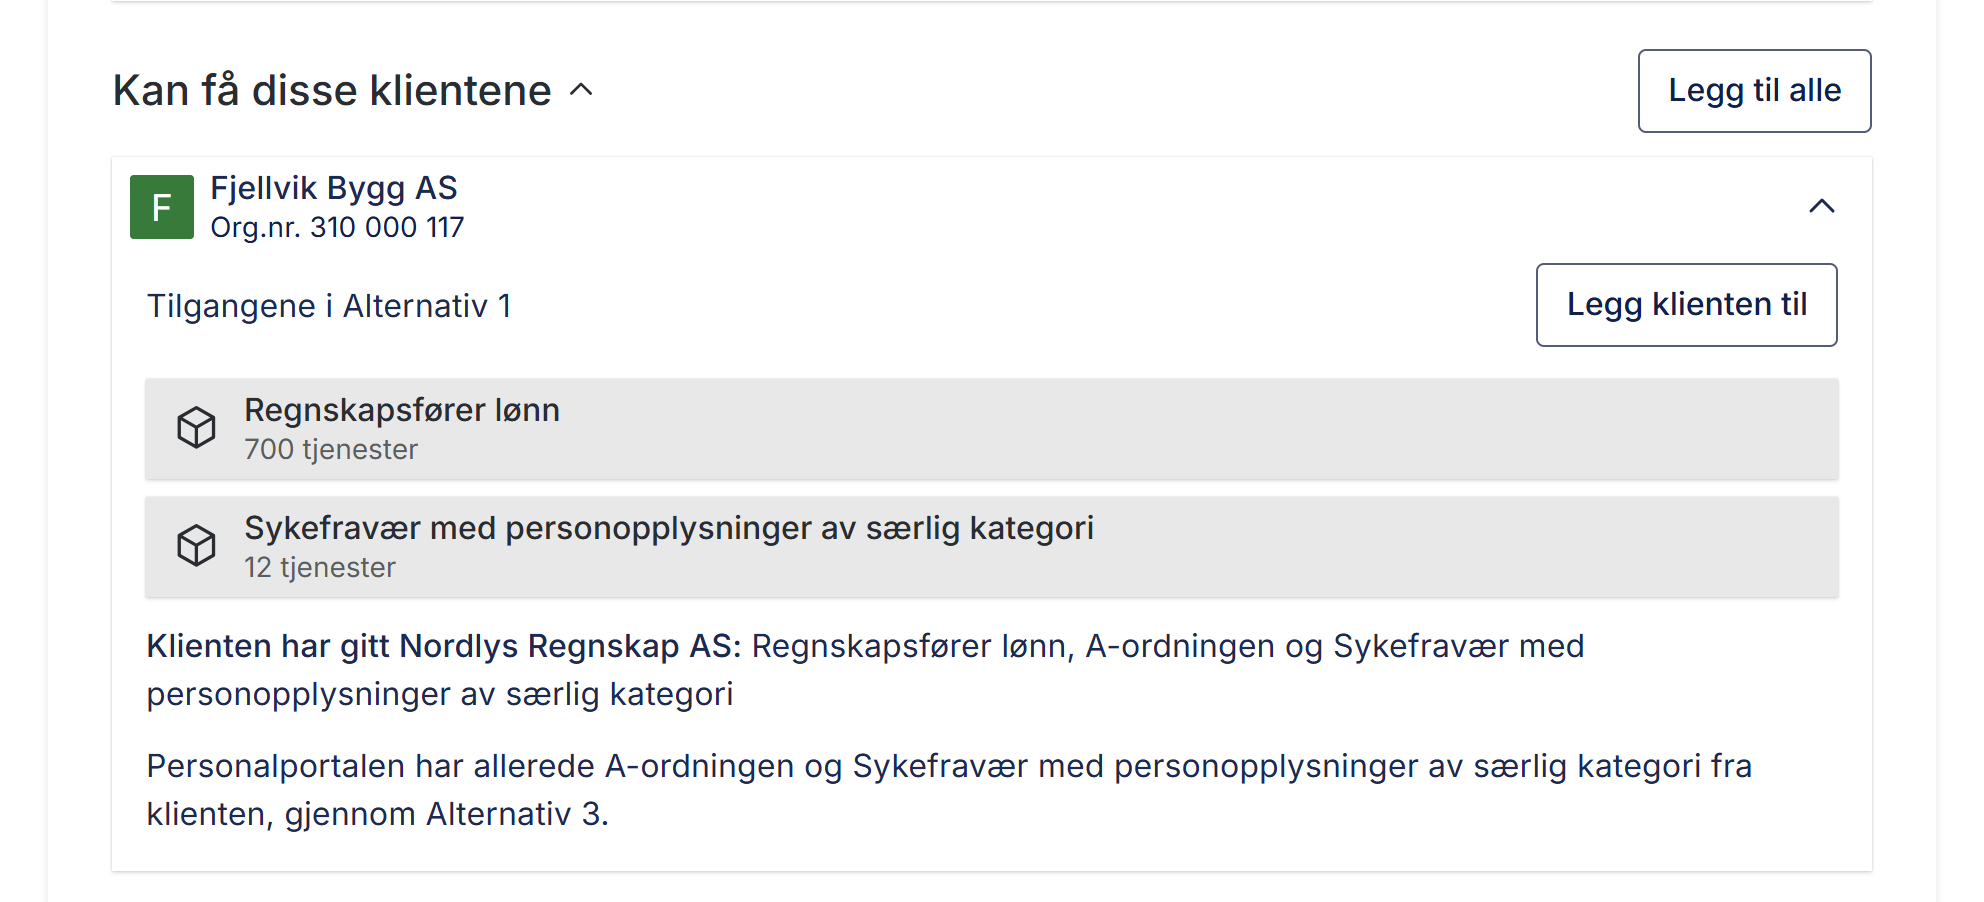 Kan få disse klientene
Legg til alle
F
Fjellvik Bygg AS
Org.nr. 310 000 117
Tilgangene i Alternativ 1
Legg klienten til
Regnskapsfører lønn
700 tjenester
Sykefravær med personopplysninger av særlig kategori
12 tjenester
Klienten har gitt Nordlys Regnskap AS: Regnskapsfører lønn, A-ordningen og Sykefravær med
personopplysninger av særlig kategori
Personalportalen har allerede A-ordningen og Sykefravær med personopplysninger av særlig kategori fra
klienten, gjennom Alternativ 3.